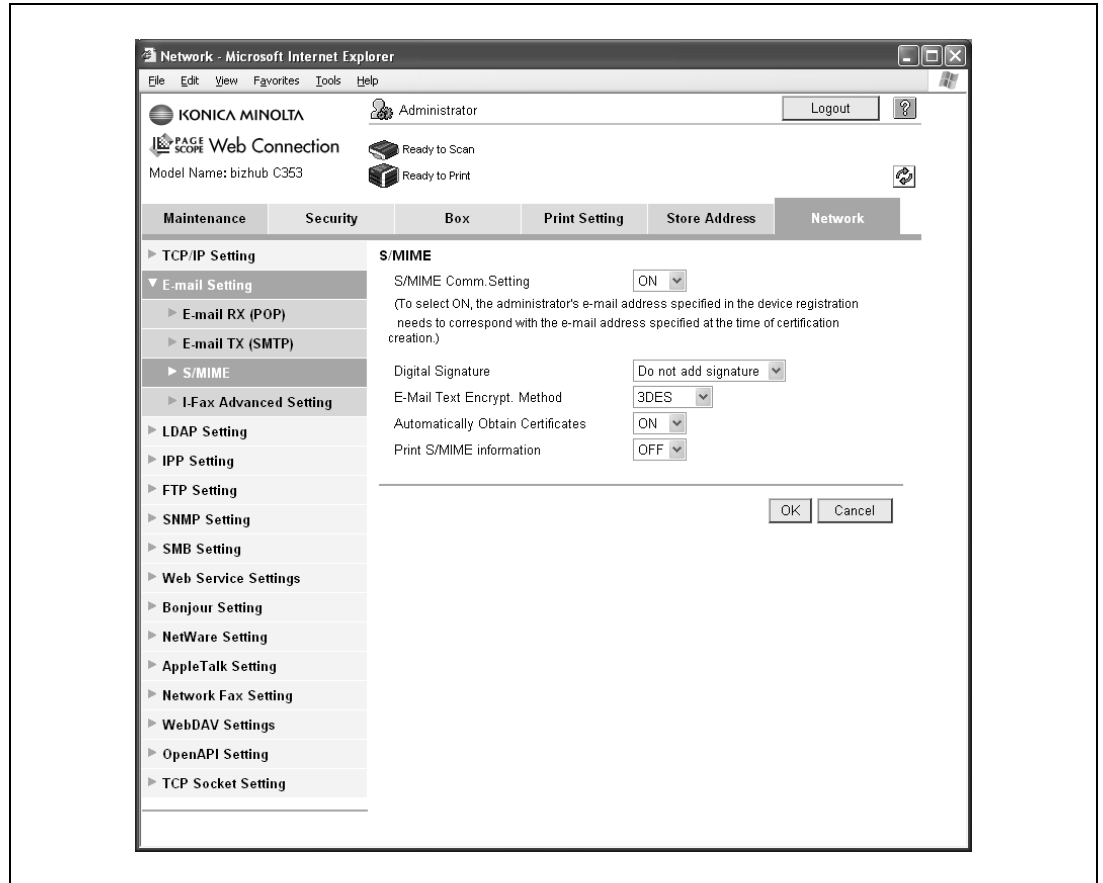 Network - Microsoft Internet Explorer
File Edit View Favorites Tools Help
KONICA MINOLTA
Administrator
Logout
?
PAGE SCOPE Web Connection
Ready to Scan
Model Name: bizhub C353
Ready to Print
Maintenance Security Box Print Setting Store Address Network
TCP/IP Setting
E-mail Setting
E-mail RX (POP)
E-mail TX (SMTP)
S/MIME
I-Fax Advanced Setting
LDAP Setting
IPP Setting
FTP Setting
SNMP Setting
SMB Setting
Web Service Settings
Bonjour Setting
NetWare Setting
AppleTalk Setting
Network Fax Setting
WebDAV Settings
OpenAPI Setting
TCP Socket Setting
S/MIME
S/MIME Comm.Setting ON
(To select ON, the administrator's e-mail address specified in the device registration
needs to correspond with the e-mail address specified at the time of certification
creation.)
Digital Signature Do not add signature
E-Mail Text Encrypt. Method 3DES
Automatically Obtain Certificates ON
Print S/MIME information OFF
OK Cancel